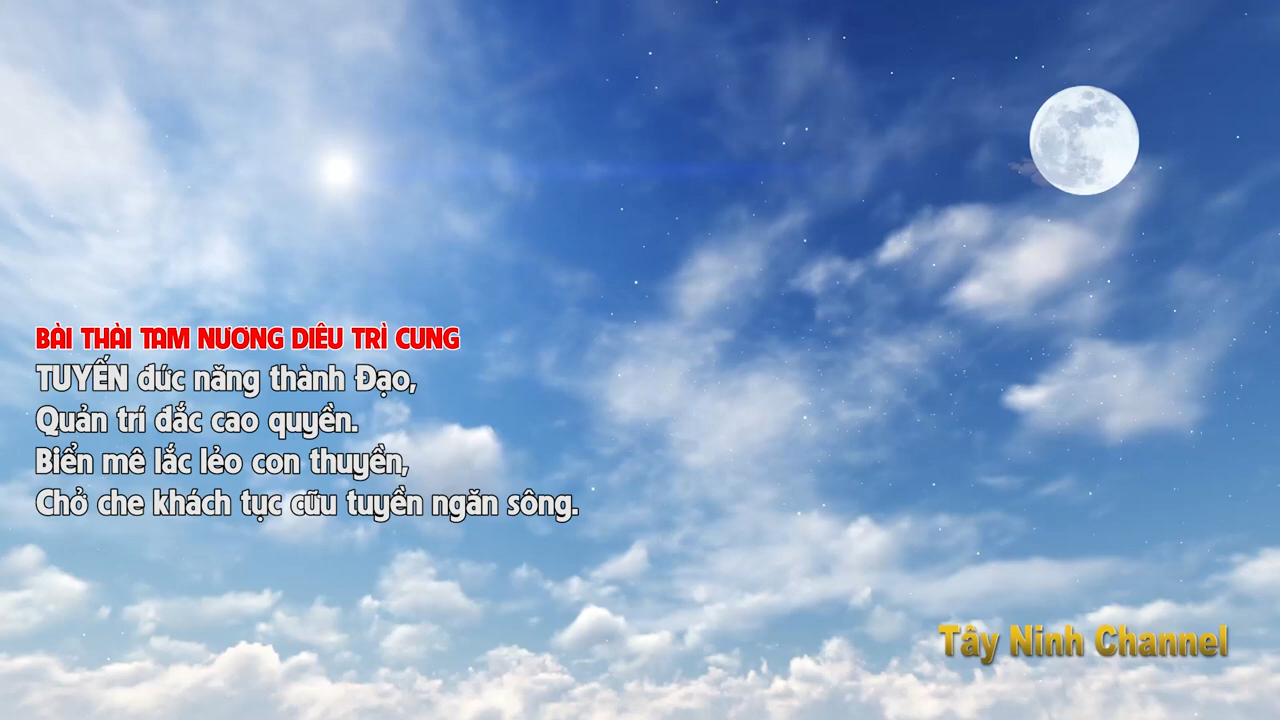 BÀI THÀI TAM NƯƠNG DIÊU TRÌ CUNG
TUYẾN đức năng thành Đạo,
Quản trí đắc cao quyền.
Biển mê lắc lẻo con thuyền,
Chở che khách tục cữu tuyền ngăn sông.
Tây Ninh Channel